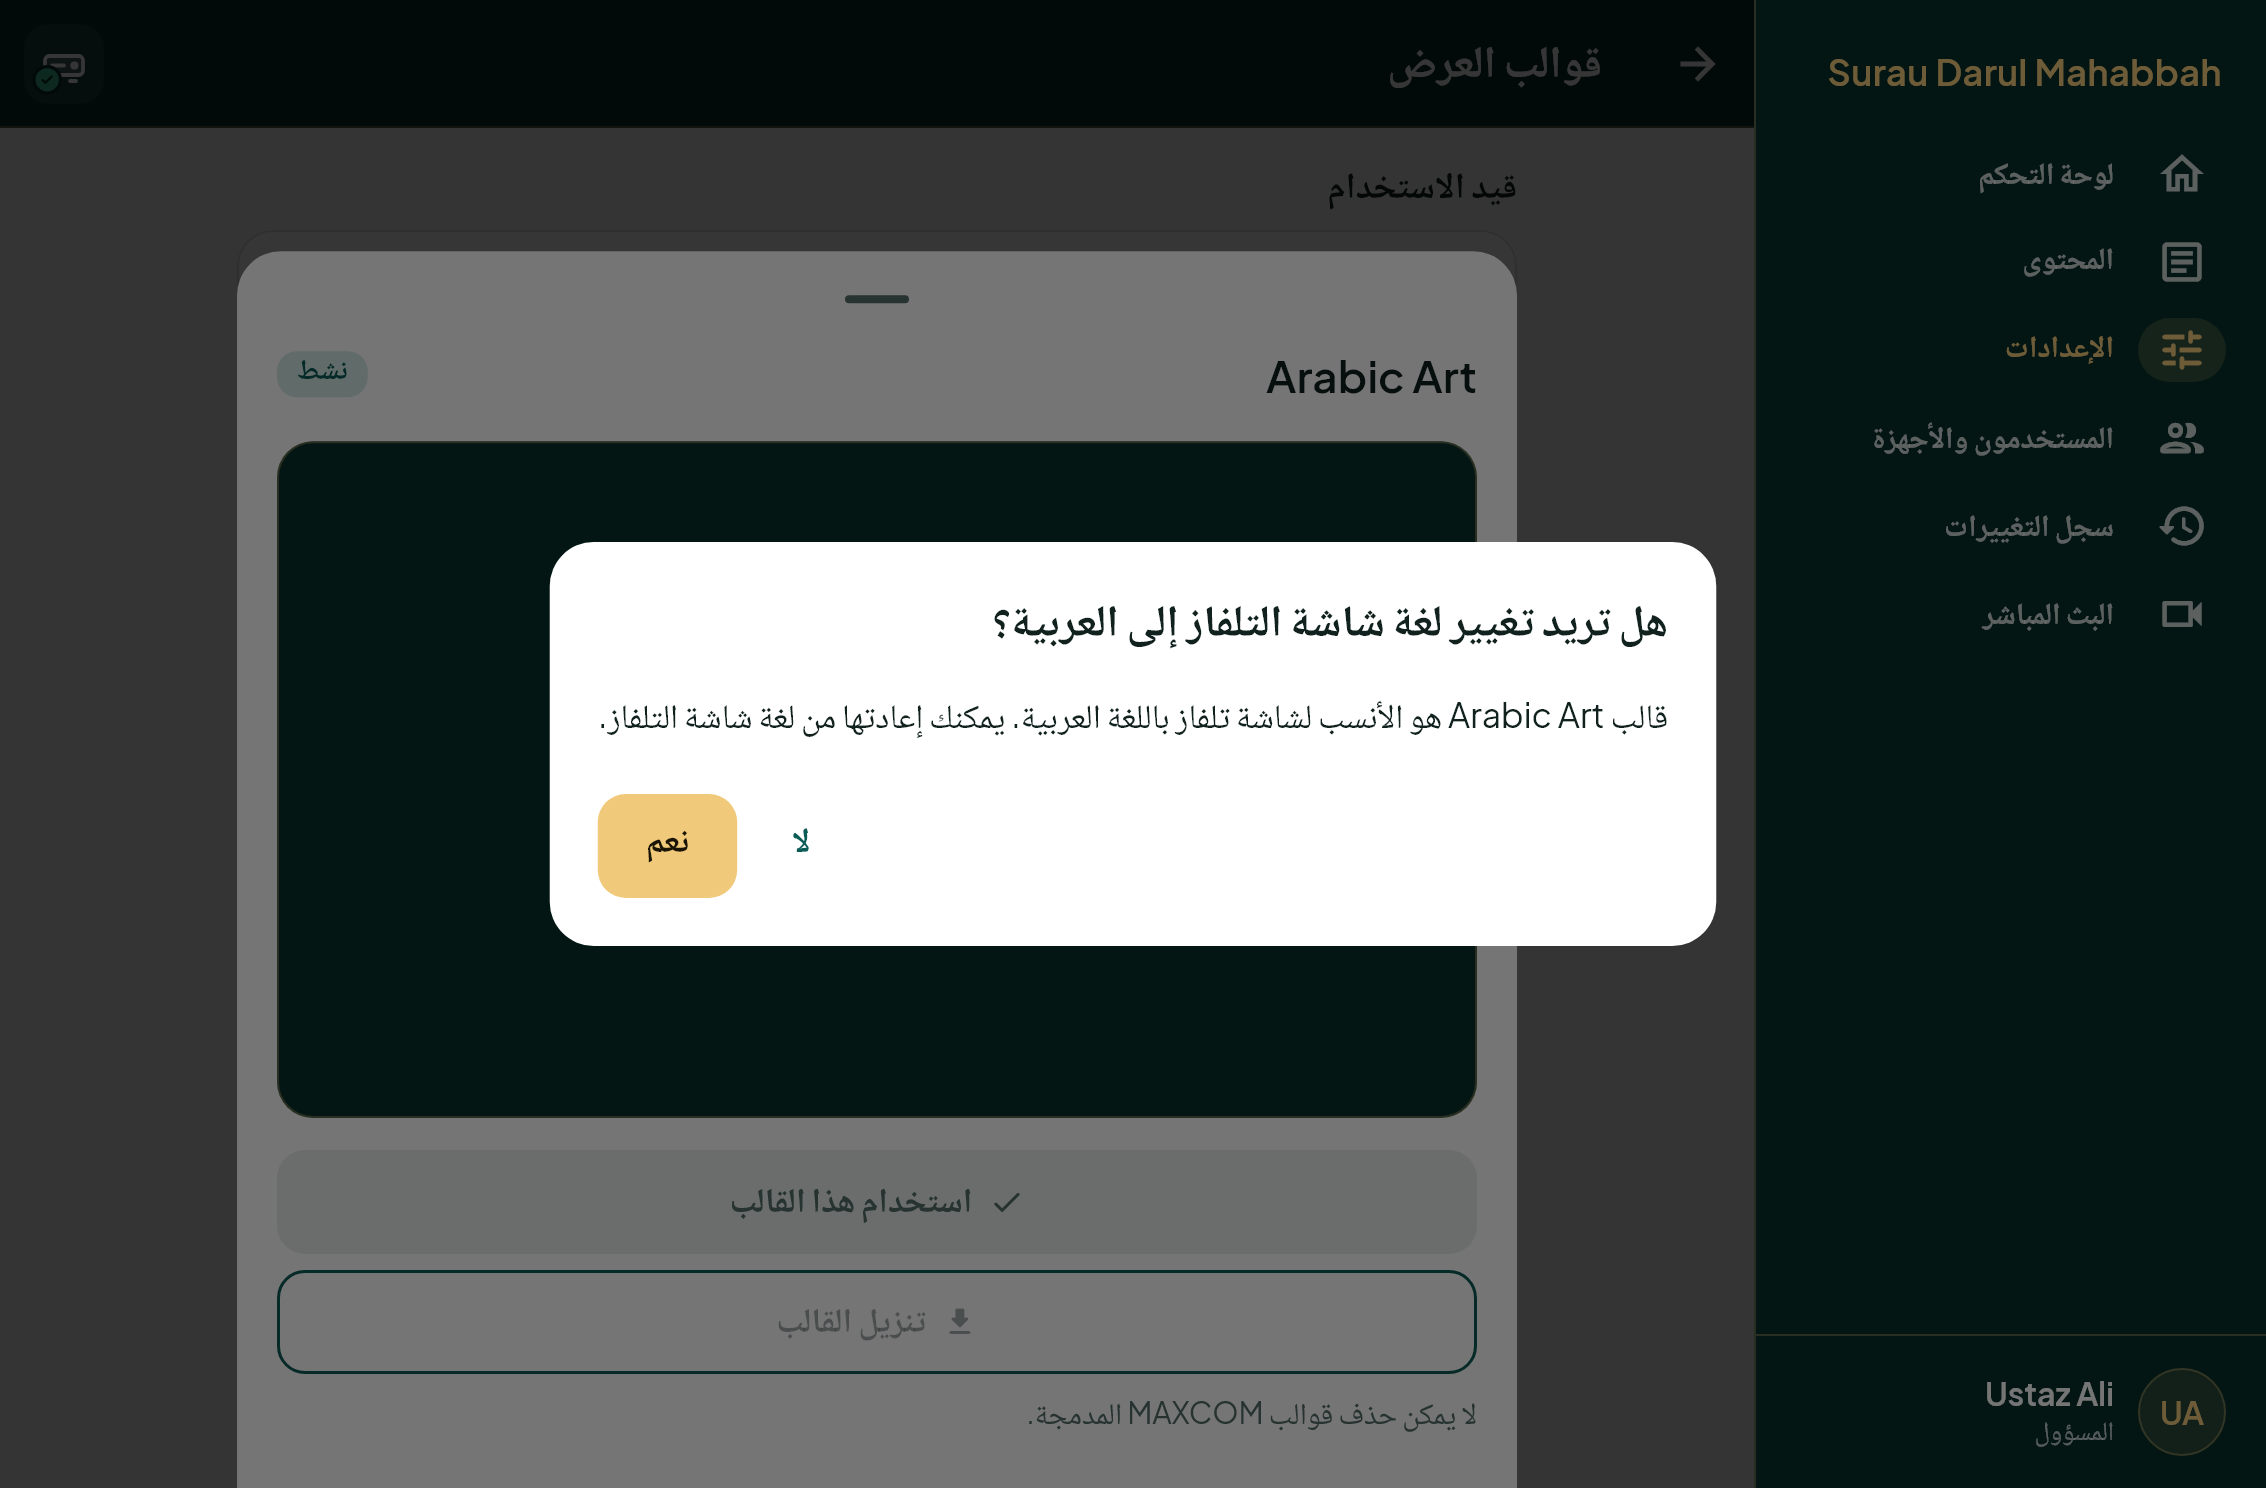 Surau Darul Mahabbah
لوحة التحكم
المحتوى
الإعدادات
المستخدمون والأجهزة
سجل التغييرات
البث المباشر
Ustaz Ali
المسؤول
UA
قوالب العرض
قيد الاستخدام
Arabic Art
نشط
هل تريد تغيير لغة شاشة التلفاز إلى العربية؟
قالب Arabic Art هو الأنسب لشاشة تلفاز باللغة العربية. يمكنك إعادتها من لغة شاشة التلفاز.
لا
نعم
استخدام هذا القالب
تنزيل القالب
لا يمكن حذف قوالب MAXCOM المدمجة.